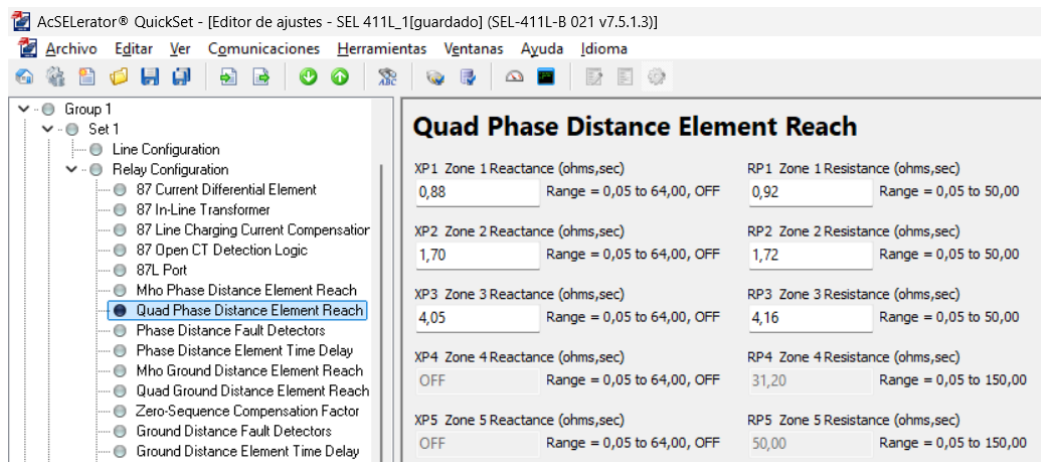 AcSELerator® QuickSet - [Editor de ajustes - SEL 411L_1[guardado] (SEL-411L-B 021 v7.5.1.3)]
Archivo Editar Ver Comunicaciones Herramientas Ventanas Ayuda Idioma
Group 1
Set 1
Line Configuration
Relay Configuration
87 Current Differential Element
87 In-Line Transformer
87 Line Charging Current Compensation
87 Open CT Detection Logic
87L Port
Mho Phase Distance Element Reach
Quad Phase Distance Element Reach
Phase Distance Fault Detectors
Phase Distance Element Time Delay
Mho Ground Distance Element Reach
Quad Ground Distance Element Reach
Zero-Sequence Compensation Factor
Ground Distance Fault Detectors
Ground Distance Element Time Delay
Quad Phase Distance Element Reach
XP1 Zone 1 Reactance (ohms,sec) RP1 Zone 1 Resistance (ohms,sec)
0,88 Range = 0,05 to 64,00, OFF 0,92 Range = 0,05 to 50,00
XP2 Zone 2 Reactance (ohms,sec) RP2 Zone 2 Resistance (ohms,sec)
1,70 Range = 0,05 to 64,00, OFF 1,72 Range = 0,05 to 50,00
XP3 Zone 3 Reactance (ohms,sec) RP3 Zone 3 Resistance (ohms,sec)
4,05 Range = 0,05 to 64,00, OFF 4,16 Range = 0,05 to 50,00
XP4 Zone 4 Reactance (ohms,sec) RP4 Zone 4 Resistance (ohms,sec)
OFF Range = 0,05 to 64,00, OFF 31,20 Range = 0,05 to 150,00
XP5 Zone 5 Reactance (ohms,sec) RP5 Zone 5 Resistance (ohms,sec)
OFF Range = 0,05 to 64,00, OFF 50,00 Range = 0,05 to 150,00